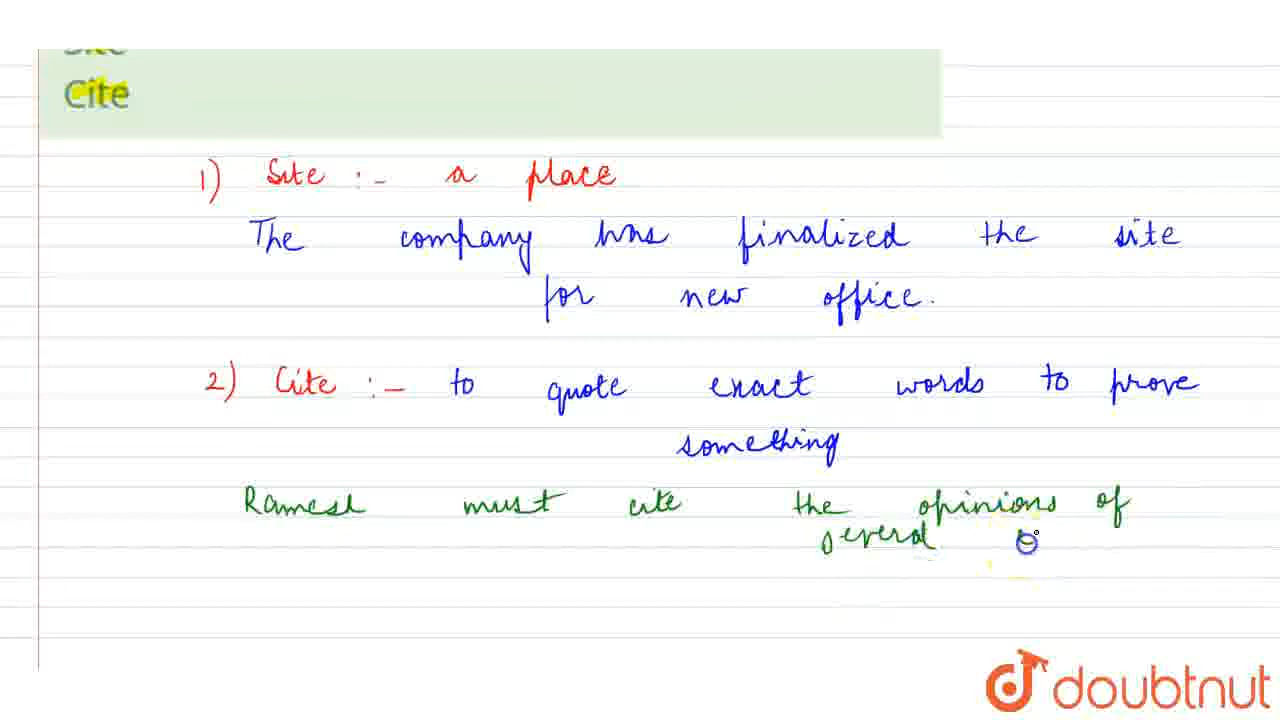 Site
Cite
1) Site :- a place
The company has finalized the site
for new office.
2) Cite :- to quote exact words to prove
something
Ramesh must cite the opinions of
several
doubtnut